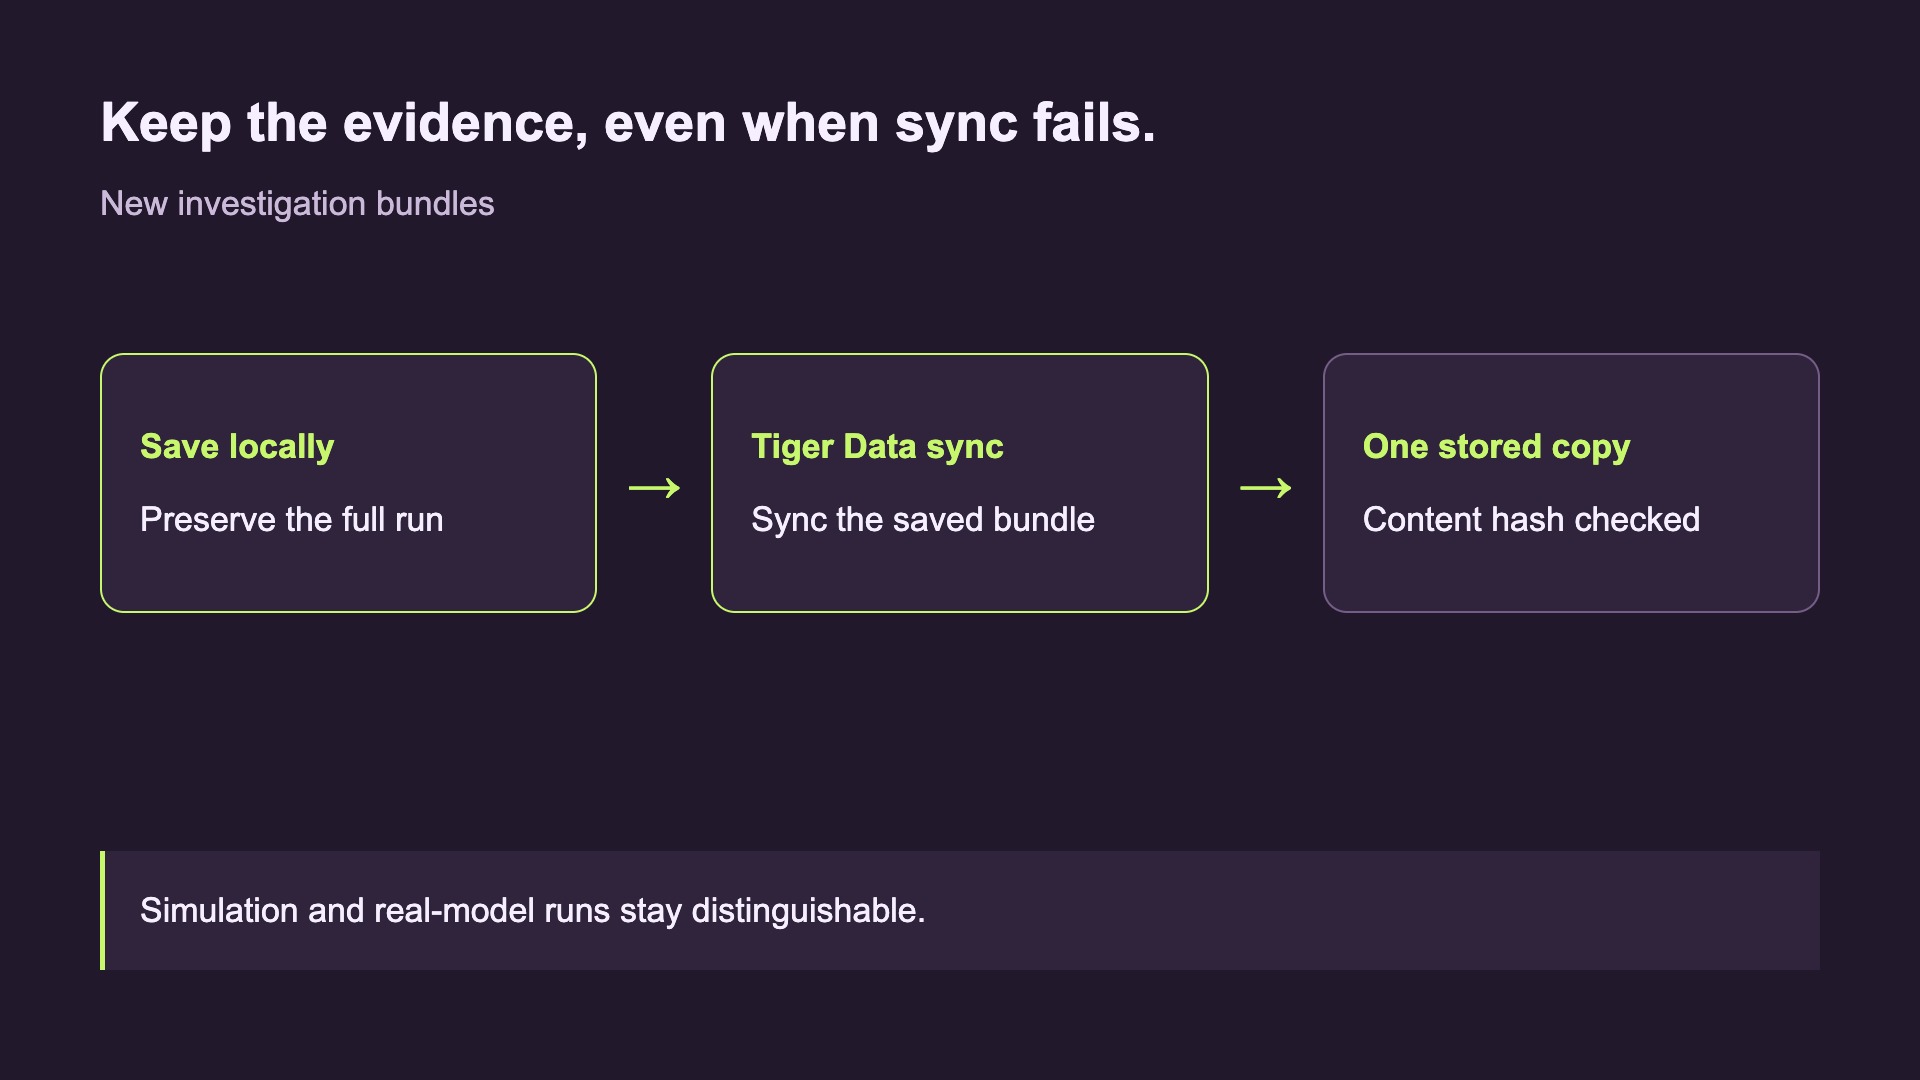 Keep the evidence, even when sync fails.
New investigation bundles
Save locally
Preserve the full run
→
Tiger Data sync
Sync the saved bundle
→
One stored copy
Content hash checked
Simulation and real-model runs stay distinguishable.